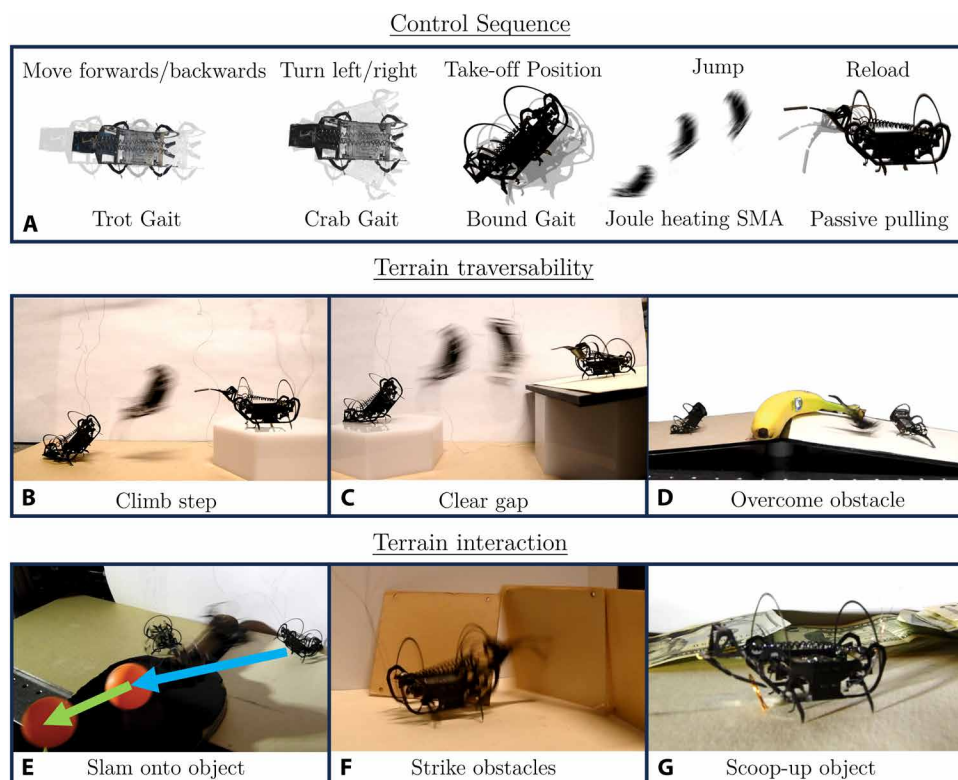 Control Sequence
Move forwards/backwards
Turn left/right
Take-off Position
Jump
Reload
Trot Gait
Crab Gait
Bound Gait
Joule heating SMA
Passive pulling
A
Terrain traversability
B
Climb step
C
Clear gap
D
Overcome obstacle
Terrain interaction
E
Slam onto object
F
Strike obstacles
G
Scoop-up object